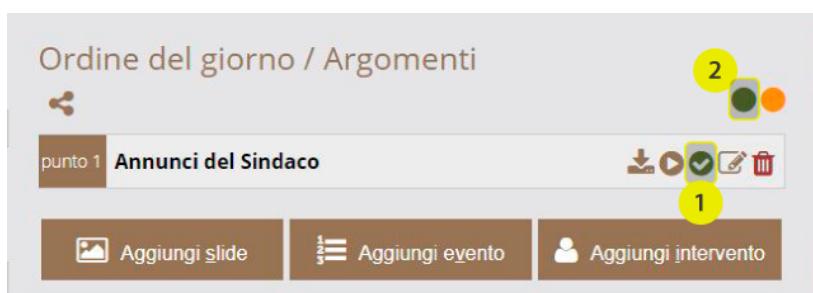 Ordine del giorno / Argomenti
2
punto 1 Annunci del Sindaco
1
Aggiungi slide Aggiungi evento Aggiungi intervento